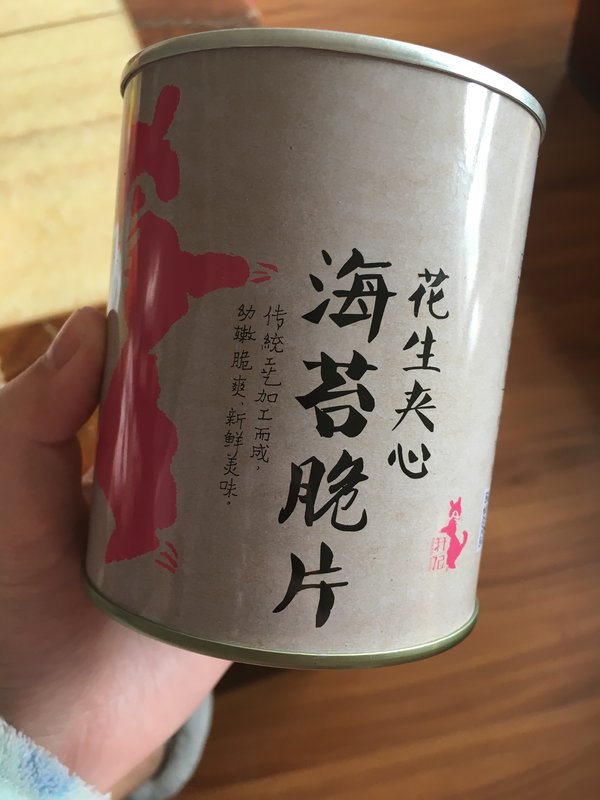 花生夹心
海苔脆片
传統工艺加工而成，
幼嫩脆爽、新鲜美味。